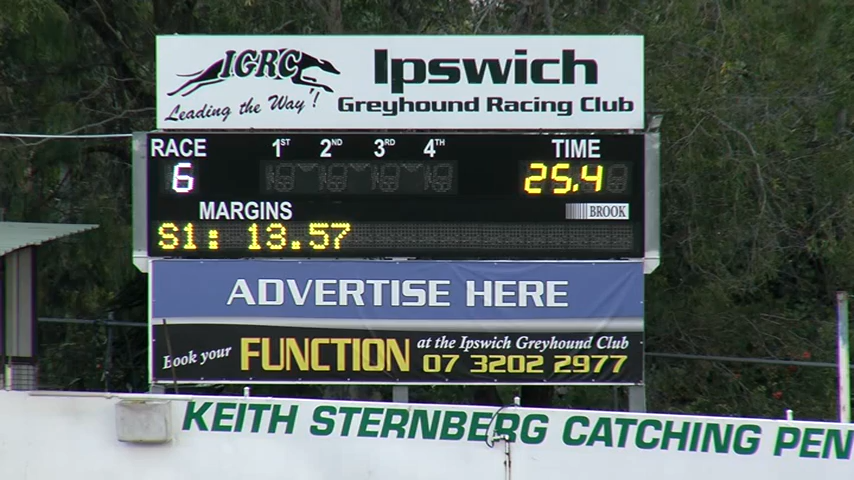 IGRC
Leading the Way'!
Ipswich
Greyhound Racing Club
RACE 1ST 2ND 3RD 4TH TIME
6 25.4
MARGINS BROOK
S1: 13.57
ADVERTISE HERE
Book your FUNCTION at the Ipswich Greyhound Club
07 3202 2977
KEITH STERNBERG CATCHING PEN